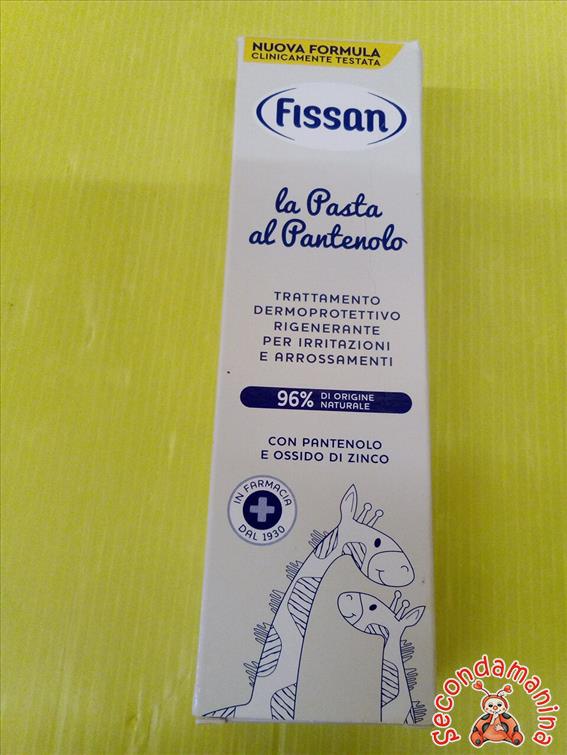 NUOVA FORMULA
CLINICAMENTE TESTATA
Fissan
la Pasta
al Pantenolo
TRATTAMENTO
DERMOPROTETTIVO
RIGENERANTE
PER IRRITAZIONI
E ARROSSAMENTI
96% DI ORIGINE
NATURALE
CON PANTENOLO
E OSSIDO DI ZINCO
IN FARMACIA
DAL 1930
secondamanina